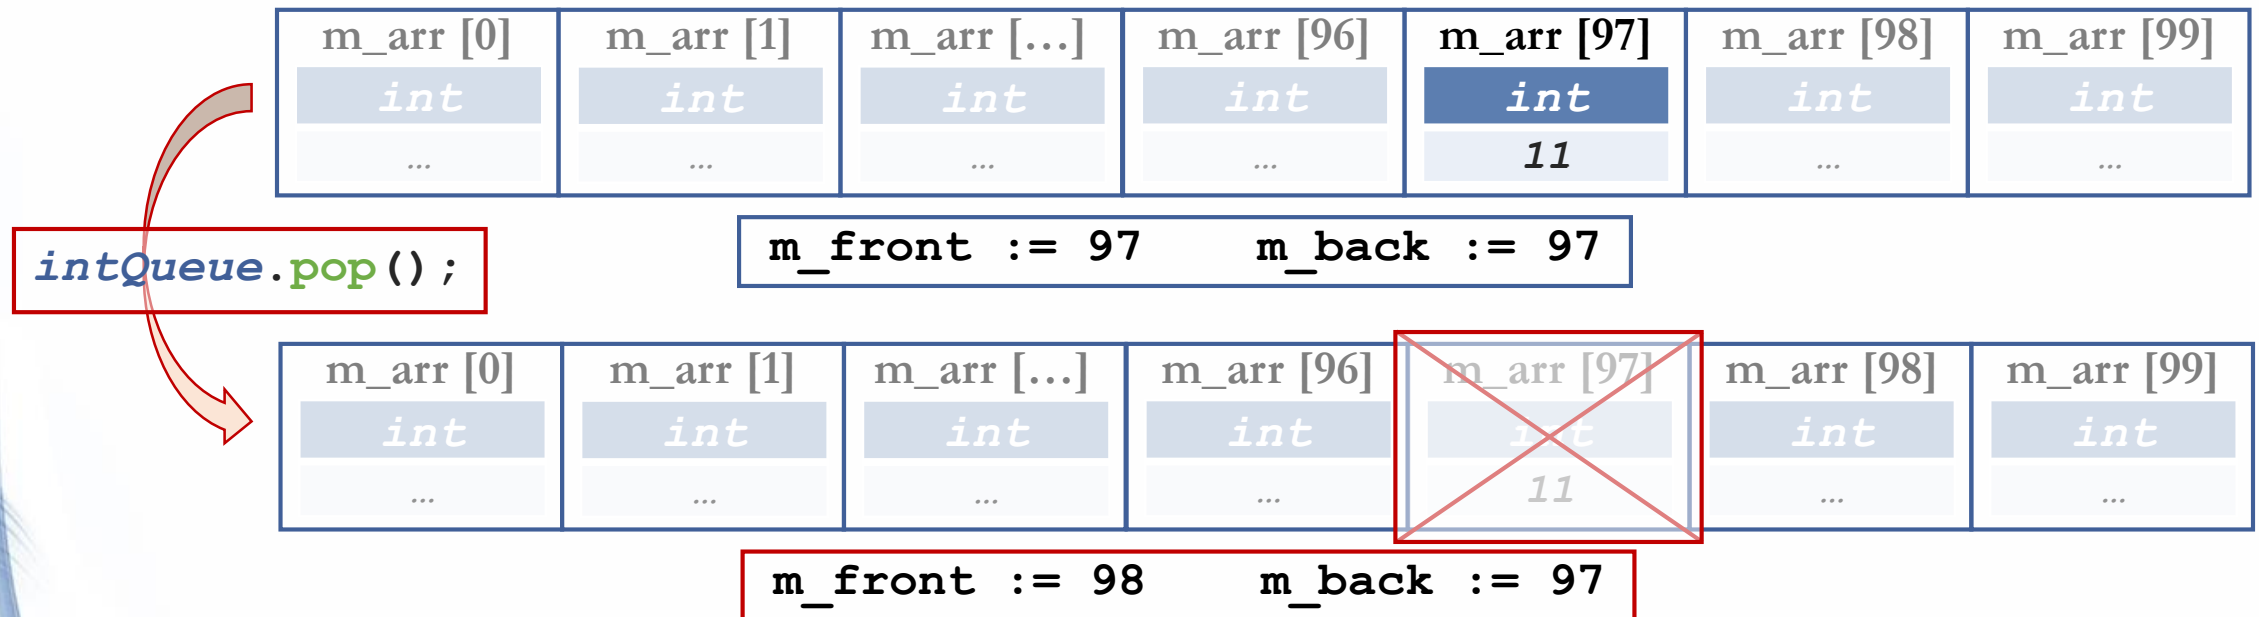 m_arr [0] m_arr [1] m_arr […] m_arr [96] m_arr [97] m_arr [98] m_arr [99]
int int int int int int int
... ... ... ... 11 ... ...
m_front := 97 m_back := 97
intQueue.pop();
m_arr [0] m_arr [1] m_arr […] m_arr [96] m_arr [97] m_arr [98] m_arr [99]
int int int int int int int
... ... ... ... 11 ... ...
m_front := 98 m_back := 97